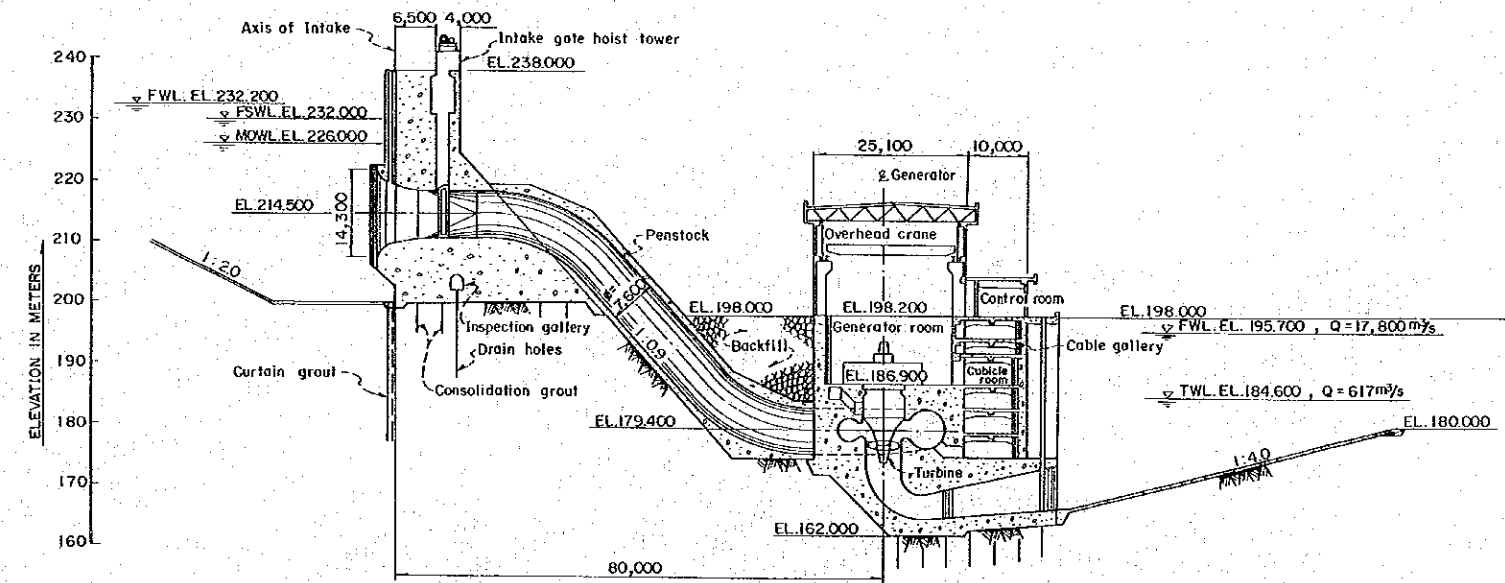 6,500 4,000
Axis of Intake
Intake gate hoist tower
EL.238.000
240
FWL. EL.232.200
FSWL.EL.232.000
MOWL.EL.226.000
230
220
210
200
190
180
170
160
ELEVATION IN METERS
EL.214.500
14,300
1:2.0
Penstock
7,600
1:0.9
Inspection gallery
Drain holes
Consolidation grout
Curtain grout
25,100 10,000
Generator
Overhead crane
EL.198.000
EL.198.200
Control room
EL.198.000
Generator room
FWL.EL. 195.700 , Q=17,800m³/s
Backfill
Cable gallery
Cubicle
room
EL.186.900
TWL.EL.184.600 , Q=617m³/s
EL.179.400
EL.180.000
Turbine
1:4.0
EL.162.000
80,000